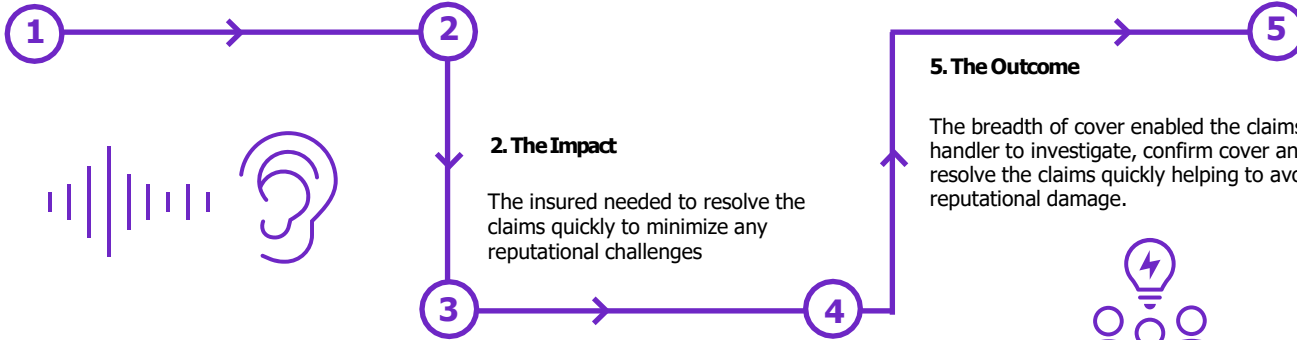 1
2
5
5. The Outcome
2. The Impact
The breadth of cover enabled the claims
handler to investigate, confirm cover an
resolve the claims quickly helping to avo
reputational damage.
The insured needed to resolve the
claims quickly to minimize any
reputational challenges
3
4